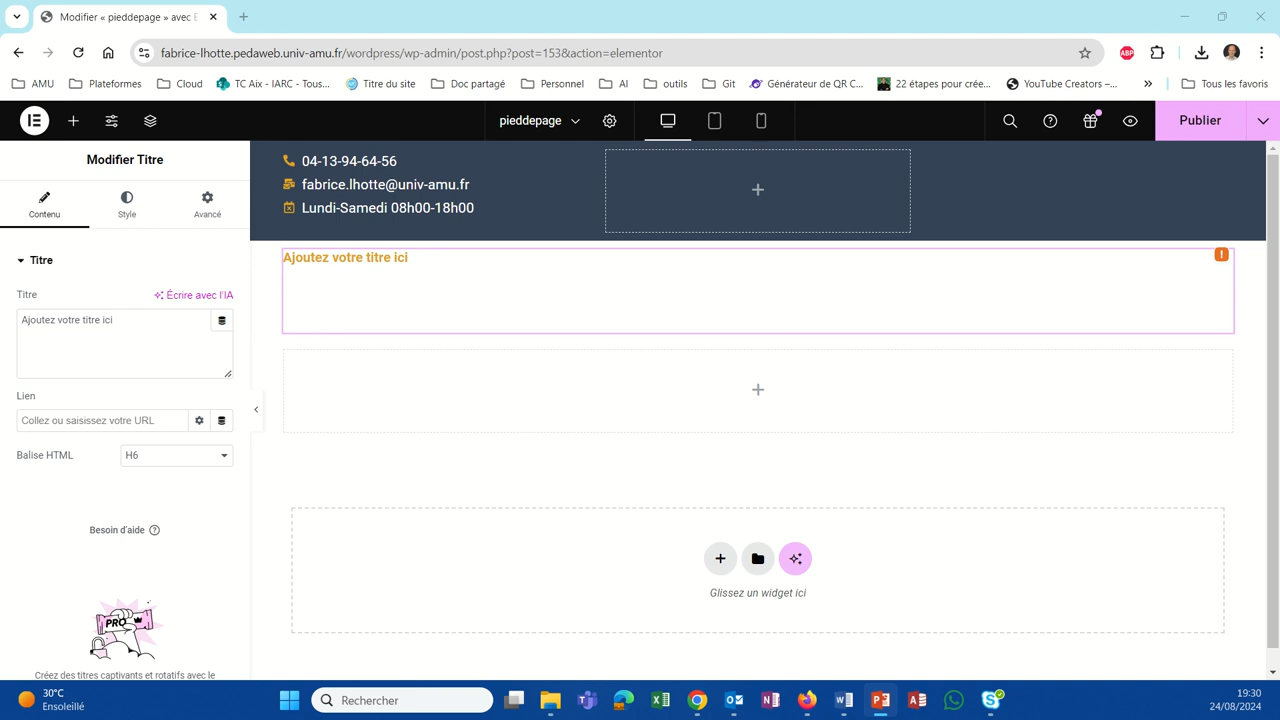 Modifier « pieddepage » avec E
fabrice-lhotte.pedaweb.univ-amu.fr/wordpress/wp-admin/post.php?post=153&action=elementor
ABP
AMU
Plateformes
Cloud
TC Aix - IARC - Tous...
Titre du site
Doc partagé
Personnel
AI
outils
Git
Générateur de QR C...
22 étapes pour crée...
YouTube Creators –...
»
Tous les favoris
pieddepage
Publier
Modifier Titre
Contenu
Style
Avancé
Titre
Titre
Écrire avec l'IA
Ajoutez votre titre ici
Lien
Collez ou saisissez votre URL
Balise HTML
H6
Besoin d'aide
PRO
Créez des titres captivants et rotatifs avec le
04-13-94-64-56
fabrice.lhotte@univ-amu.fr
Lundi-Samedi 08h00-18h00
Ajoutez votre titre ici
Glissez un widget ici
30°C
Ensoleillé
Rechercher
19:30
24/08/2024